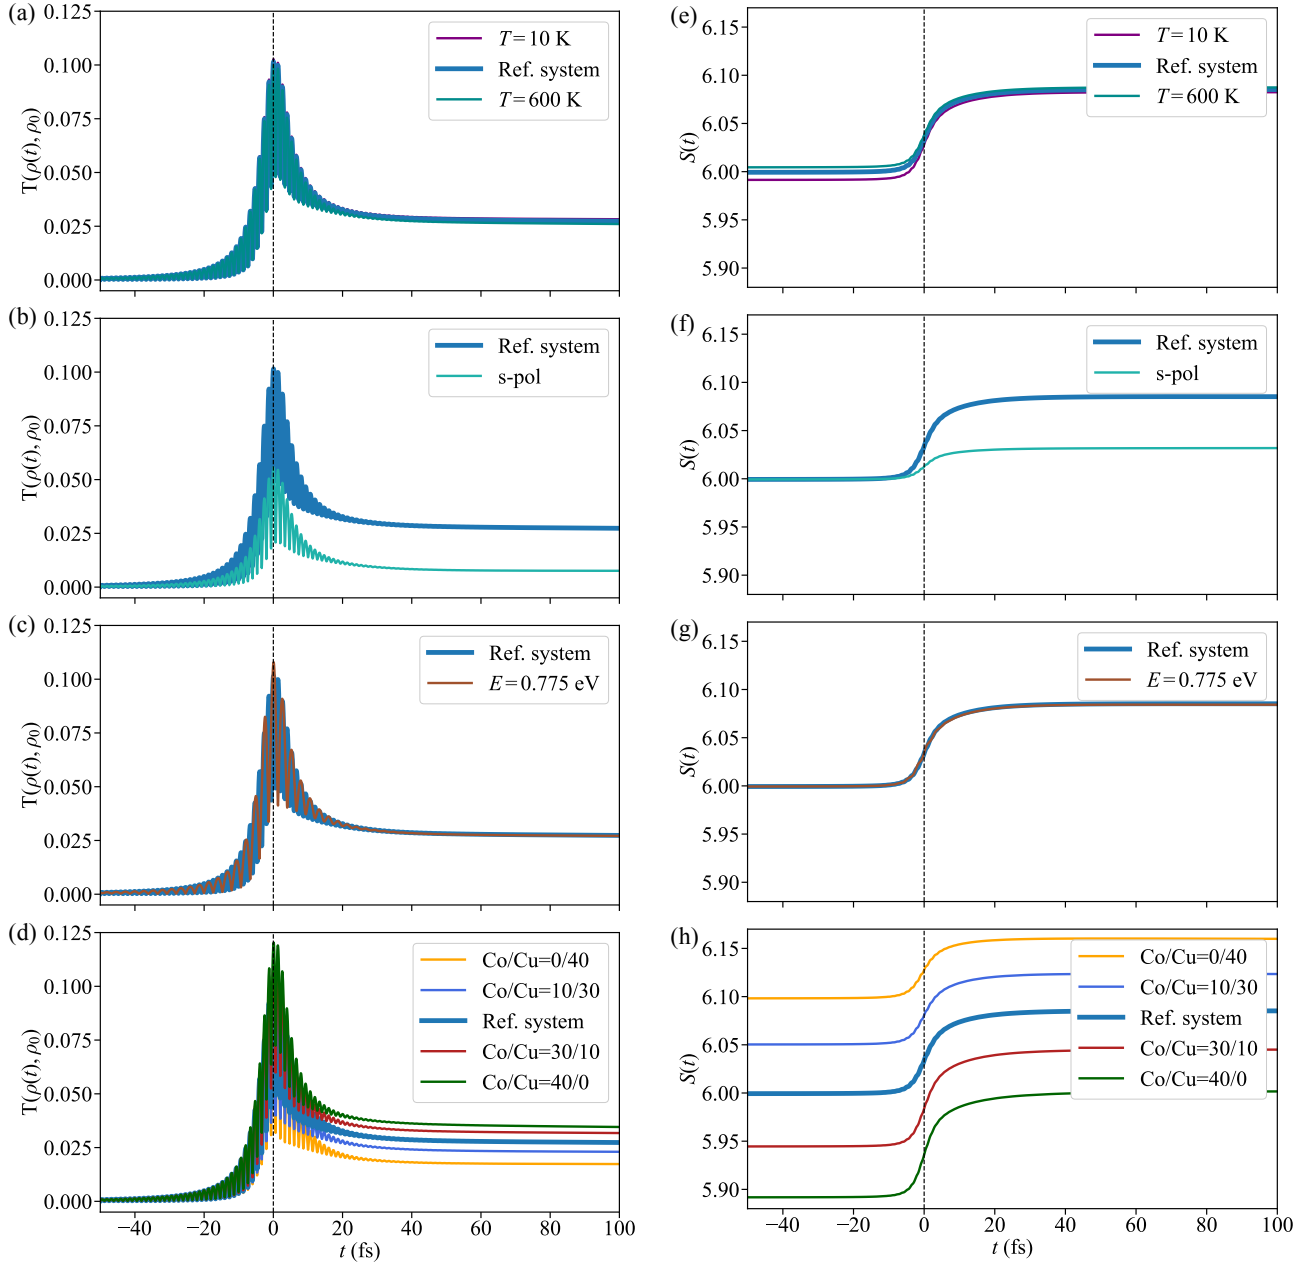 (a)
T(ρ(t), ρ0)
0.125
0.100
0.075
0.050
0.025
0.000
T = 10 K
Ref. system
T = 600 K
(b)
T(ρ(t), ρ0)
0.125
0.100
0.075
0.050
0.025
0.000
Ref. system
s-pol
(c)
T(ρ(t), ρ0)
0.125
0.100
0.075
0.050
0.025
0.000
Ref. system
E = 0.775 eV
(d)
T(ρ(t), ρ0)
0.125
0.100
0.075
0.050
0.025
0.000
Co/Cu=0/40
Co/Cu=10/30
Ref. system
Co/Cu=30/10
Co/Cu=40/0
−40 −20 0 20 40 60 80 100
t (fs)
(e)
S(t)
6.15
6.10
6.05
6.00
5.95
5.90
T = 10 K
Ref. system
T = 600 K
(f)
S(t)
6.15
6.10
6.05
6.00
5.95
5.90
Ref. system
s-pol
(g)
S(t)
6.15
6.10
6.05
6.00
5.95
5.90
Ref. system
E = 0.775 eV
(h)
S(t)
6.15
6.10
6.05
6.00
5.95
5.90
Co/Cu=0/40
Co/Cu=10/30
Ref. system
Co/Cu=30/10
Co/Cu=40/0
−40 −20 0 20 40 60 80 100
t (fs)